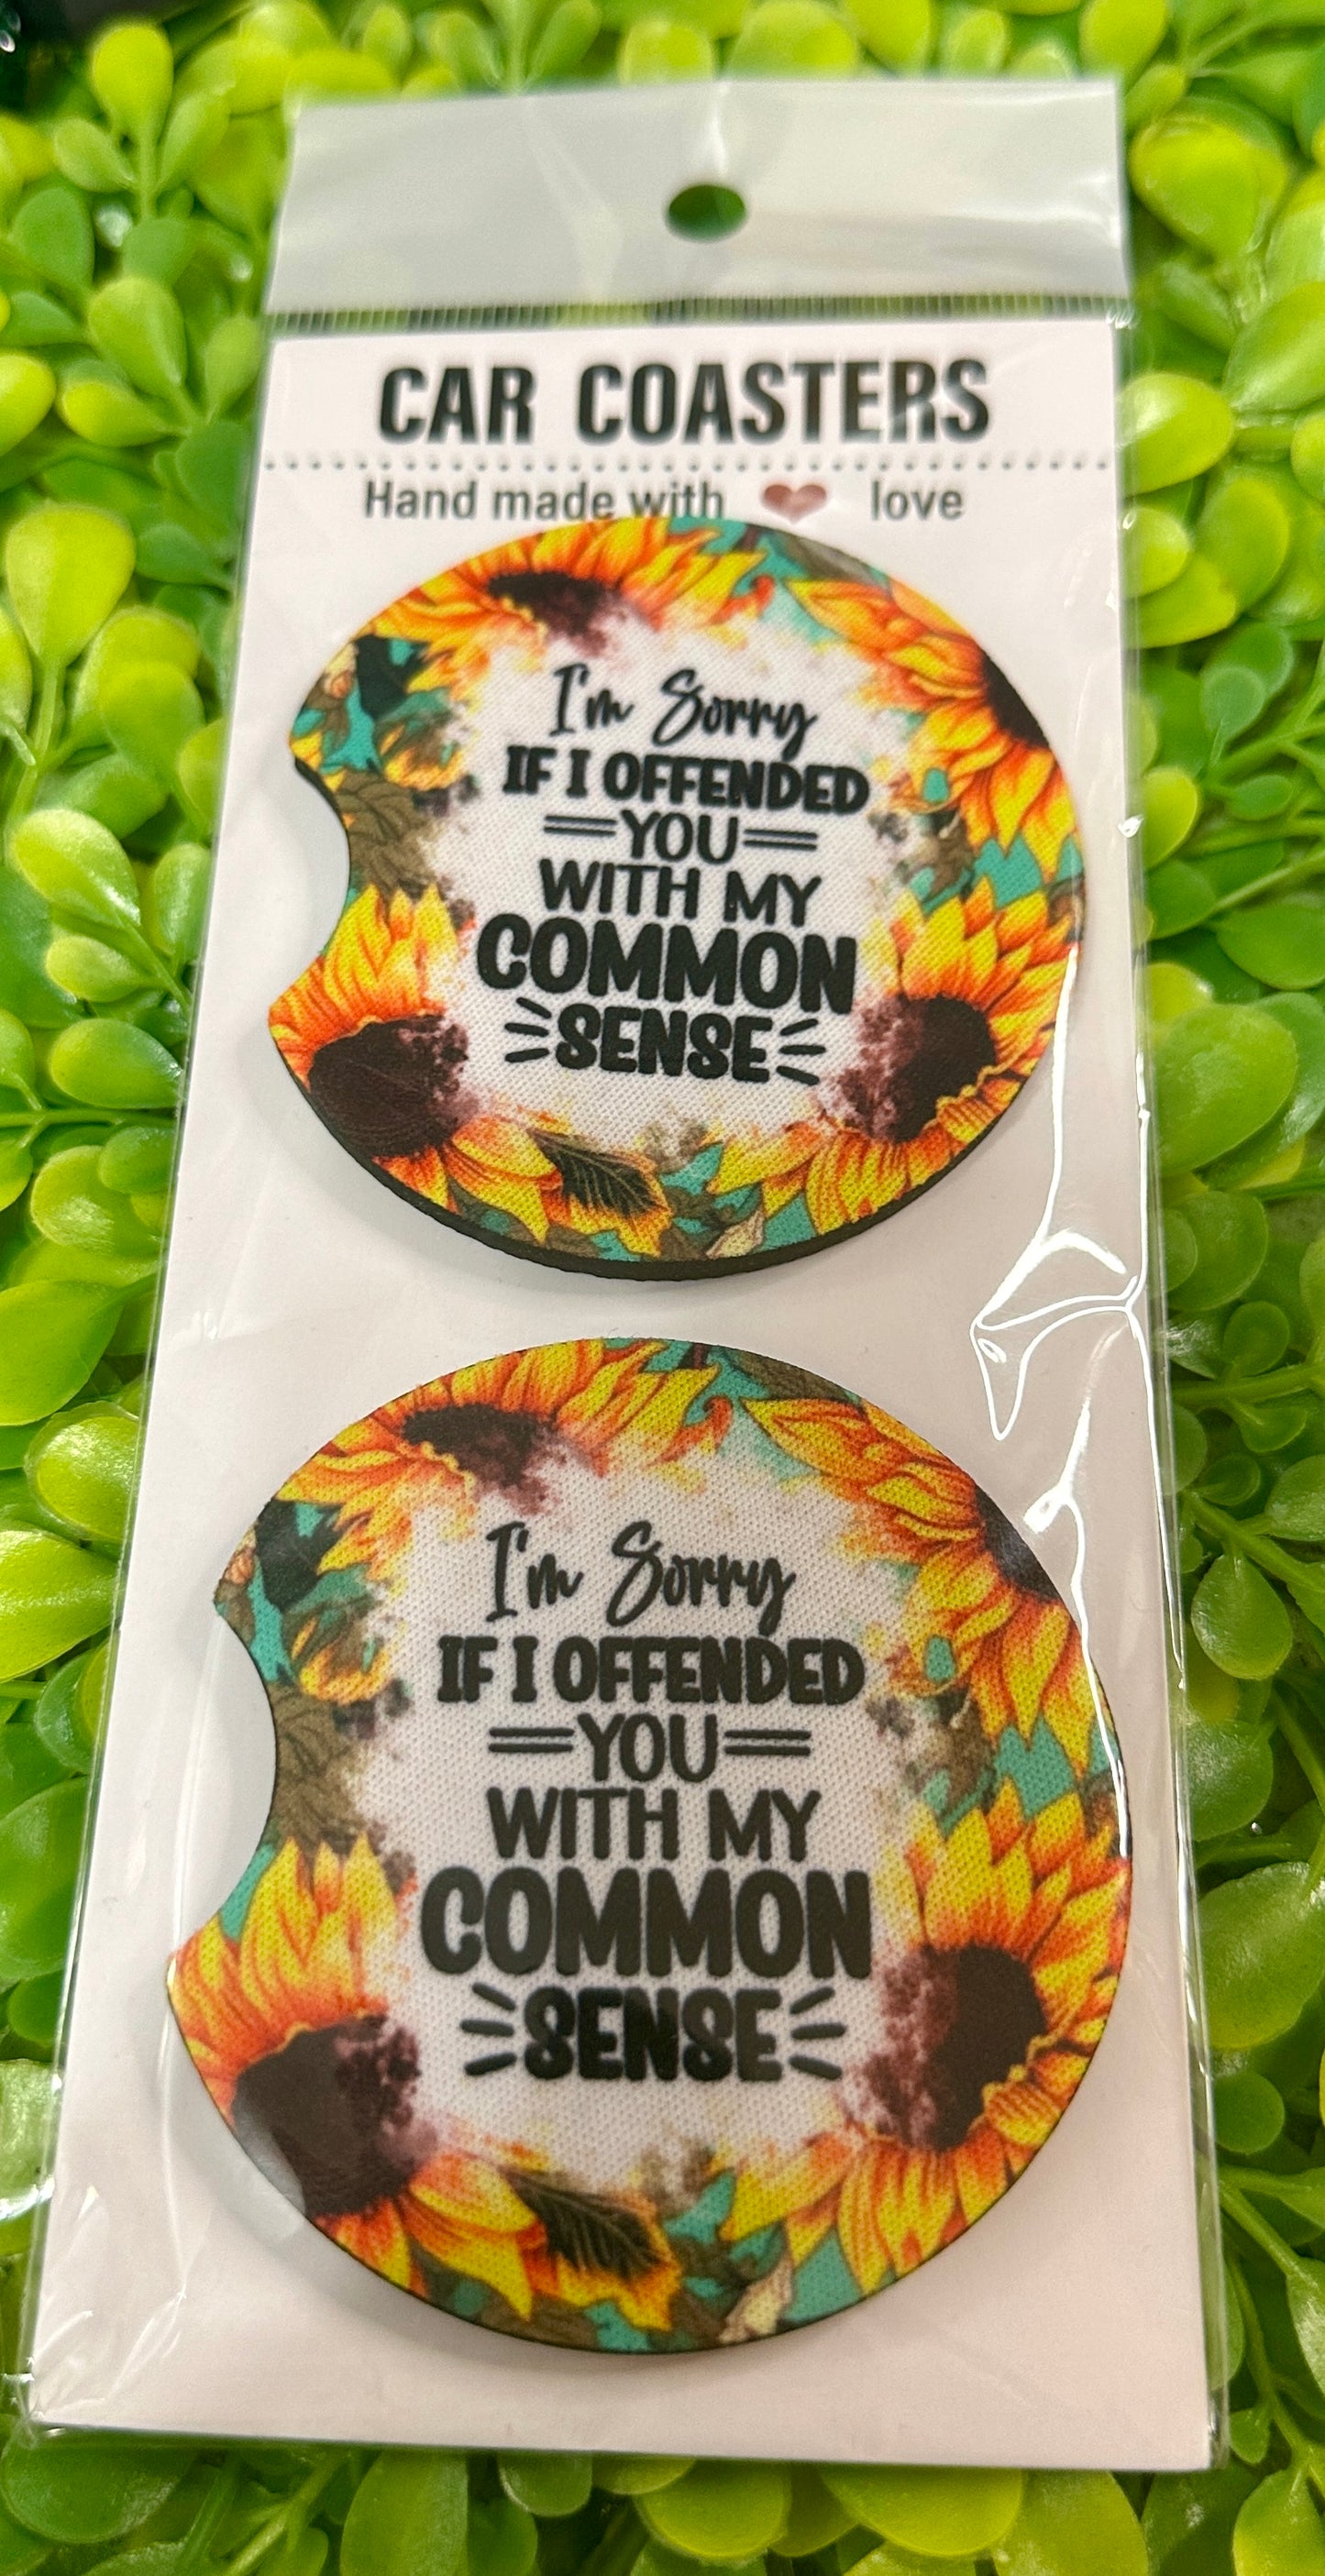 CAR COASTERS
Hand made with ❤ love
I'm Sorry
IF I OFFENDED
YOU
WITH MY
COMMON
SENSE
I'm Sorry
IF I OFFENDED
YOU
WITH MY
COMMON
SENSE